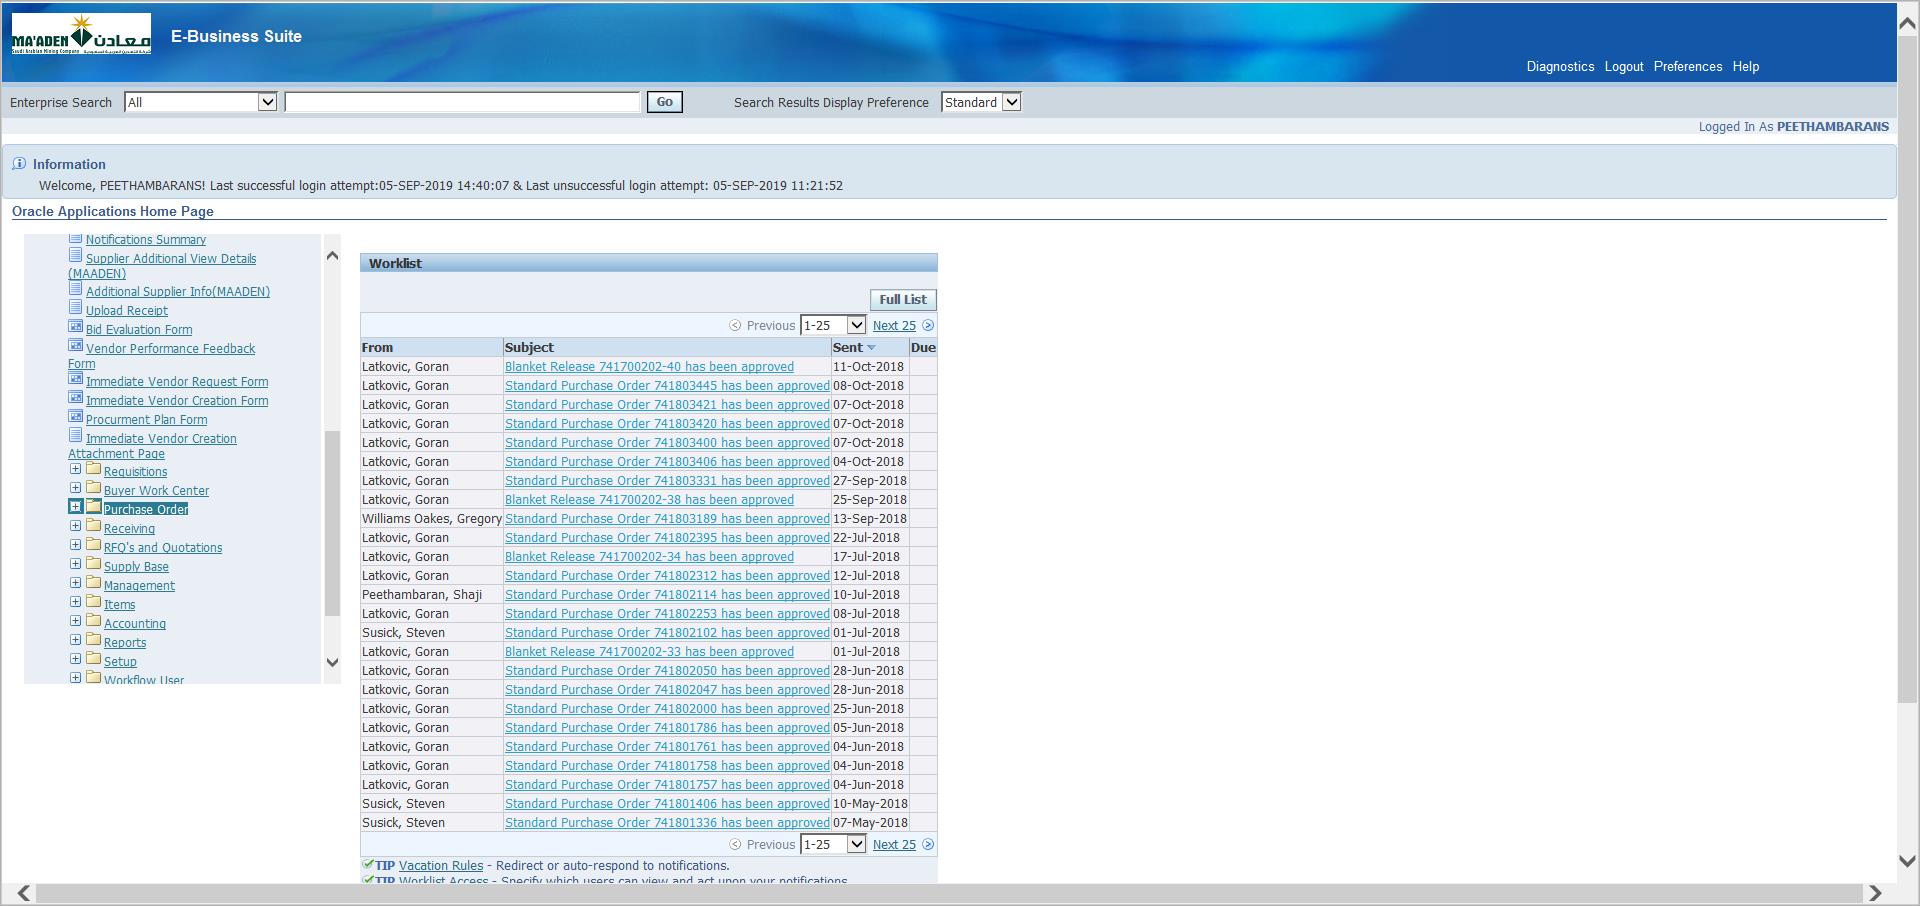 MA'ADEN معادن
Saudi Arabian Mining Company
E-Business Suite
Diagnostics Logout Preferences Help
Enterprise Search All Go Search Results Display Preference Standard
Logged In As PEETHAMBARANS
Information
Welcome, PEETHAMBARANS! Last successful login attempt:05-SEP-2019 14:40:07 & Last unsuccessful login attempt: 05-SEP-2019 11:21:52
Oracle Applications Home Page
Notifications Summary
Supplier Additional View Details
(MAADEN)
Additional Supplier Info(MAADEN)
Upload Receipt
Bid Evaluation Form
Vendor Performance Feedback
Form
Immediate Vendor Request Form
Immediate Vendor Creation Form
Procurment Plan Form
Immediate Vendor Creation
Attachment Page
Requisitions
Buyer Work Center
Purchase Order
Receiving
RFQ's and Quotations
Supply Base
Management
Items
Accounting
Reports
Setup
Workflow User
Worklist
Full List
Previous 1-25 Next 25
From Subject Sent Due
Latkovic, Goran Blanket Release 741700202-40 has been approved 11-Oct-2018
Latkovic, Goran Standard Purchase Order 741803445 has been approved 08-Oct-2018
Latkovic, Goran Standard Purchase Order 741803421 has been approved 07-Oct-2018
Latkovic, Goran Standard Purchase Order 741803420 has been approved 07-Oct-2018
Latkovic, Goran Standard Purchase Order 741803400 has been approved 07-Oct-2018
Latkovic, Goran Standard Purchase Order 741803406 has been approved 04-Oct-2018
Latkovic, Goran Standard Purchase Order 741803331 has been approved 27-Sep-2018
Latkovic, Goran Blanket Release 741700202-38 has been approved 25-Sep-2018
Williams Oakes, Gregory Standard Purchase Order 741803189 has been approved 13-Sep-2018
Latkovic, Goran Standard Purchase Order 741802395 has been approved 22-Jul-2018
Latkovic, Goran Blanket Release 741700202-34 has been approved 17-Jul-2018
Latkovic, Goran Standard Purchase Order 741802312 has been approved 12-Jul-2018
Peethambaran, Shaji Standard Purchase Order 741802114 has been approved 10-Jul-2018
Latkovic, Goran Standard Purchase Order 741802253 has been approved 08-Jul-2018
Susick, Steven Standard Purchase Order 741802102 has been approved 01-Jul-2018
Latkovic, Goran Blanket Release 741700202-33 has been approved 01-Jul-2018
Latkovic, Goran Standard Purchase Order 741802050 has been approved 28-Jun-2018
Latkovic, Goran Standard Purchase Order 741802047 has been approved 28-Jun-2018
Latkovic, Goran Standard Purchase Order 741802000 has been approved 25-Jun-2018
Latkovic, Goran Standard Purchase Order 741801786 has been approved 05-Jun-2018
Latkovic, Goran Standard Purchase Order 741801761 has been approved 04-Jun-2018
Latkovic, Goran Standard Purchase Order 741801758 has been approved 04-Jun-2018
Latkovic, Goran Standard Purchase Order 741801757 has been approved 04-Jun-2018
Susick, Steven Standard Purchase Order 741801406 has been approved 10-May-2018
Susick, Steven Standard Purchase Order 741801336 has been approved 07-May-2018
Previous 1-25 Next 25
TIP Vacation Rules - Redirect or auto-respond to notifications.
TIP Worklist Access - Specify which users can view and act upon your notifications.